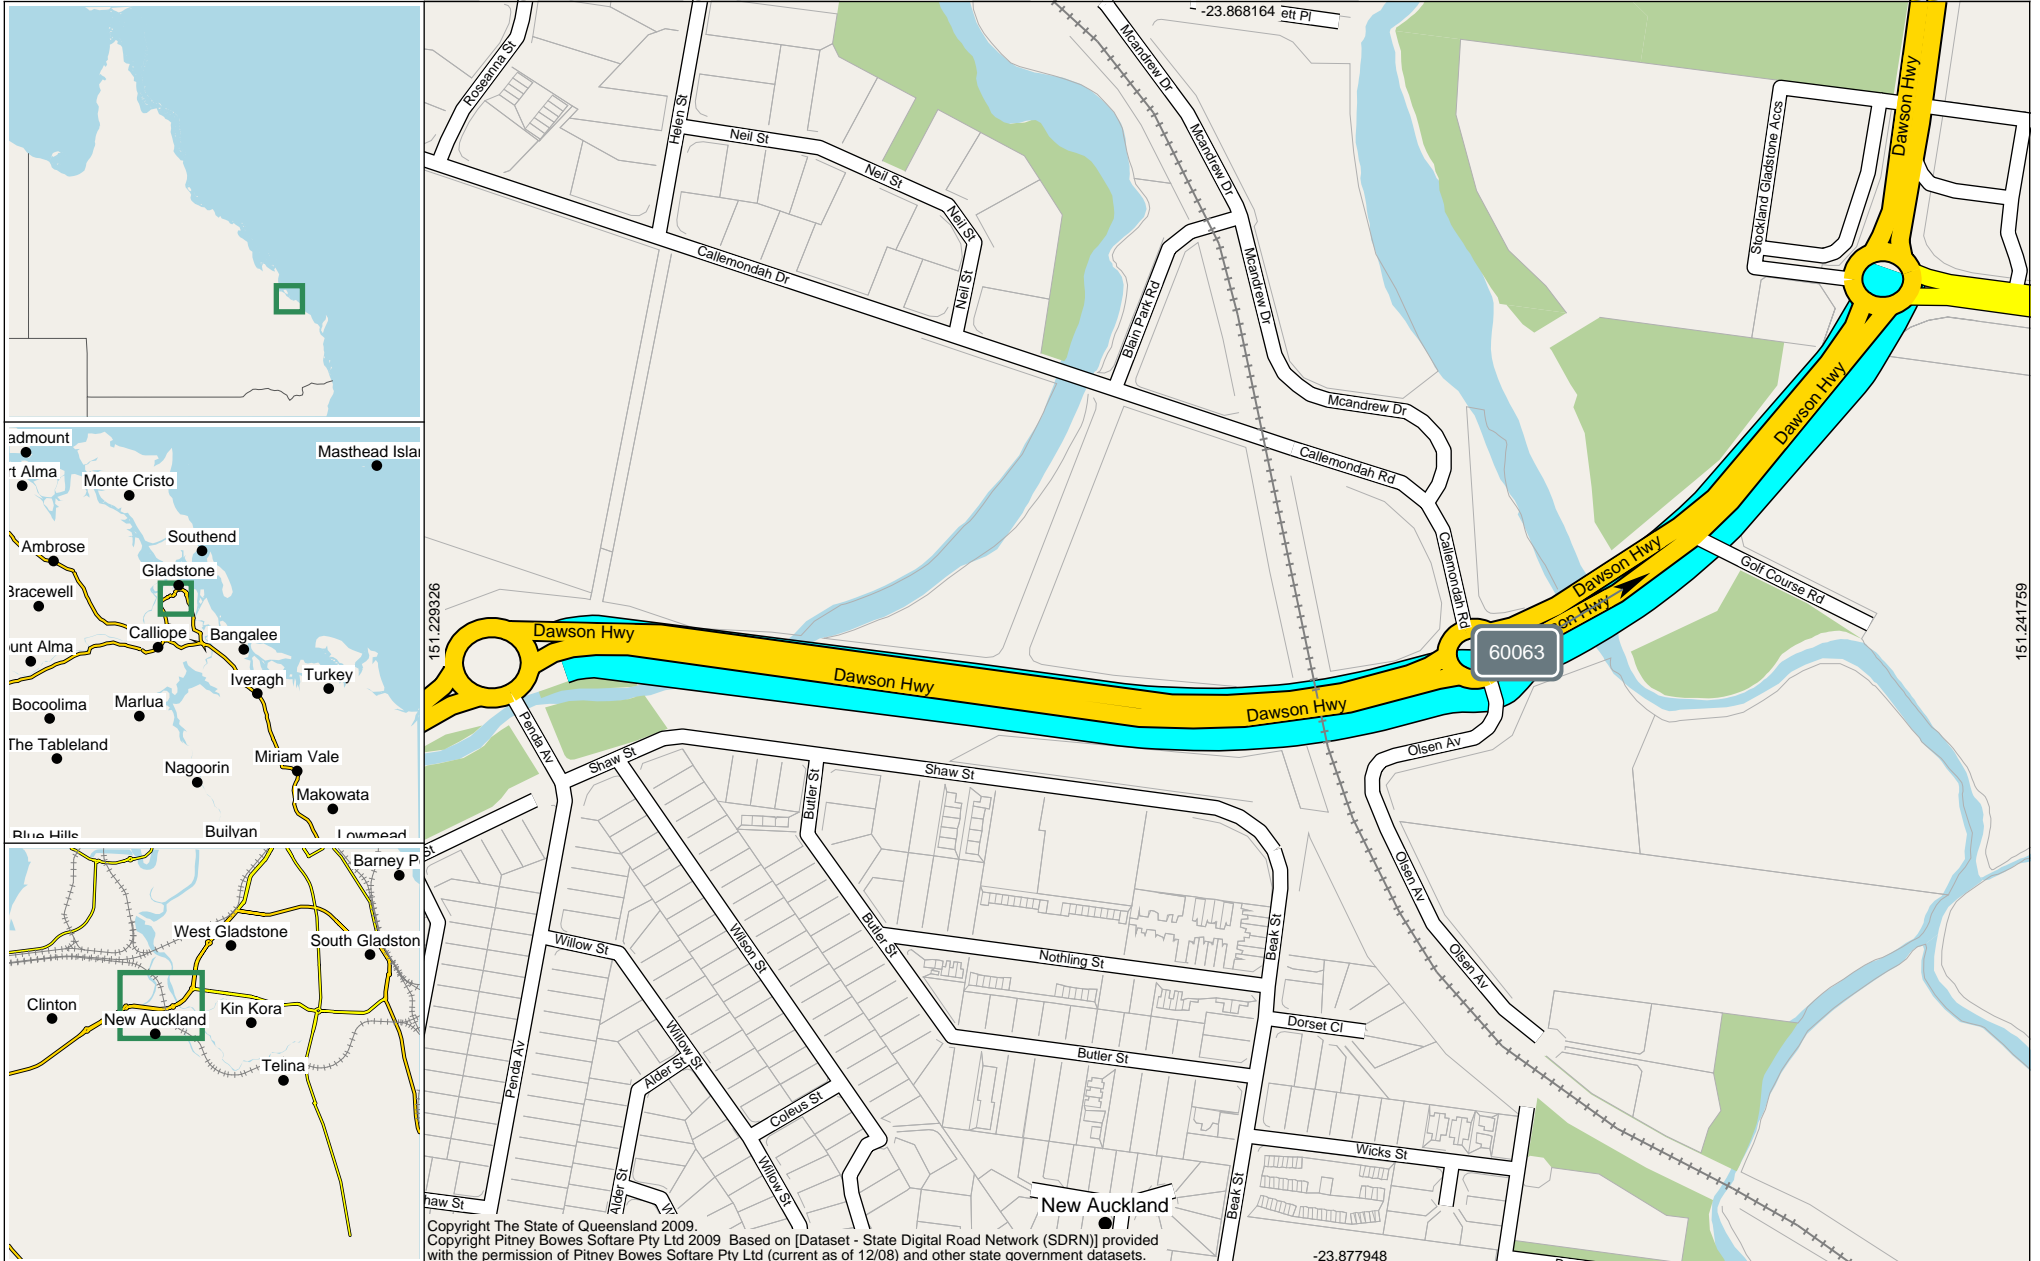 admount
Masthead Islar
rt Alma
Monte Cristo
Southend
Ambrose
Gladstone
Bracewell
Calliope
Bangalee
unt Alma
Iveragh
Turkey
Bocoolima
Marlua
The Tableland
Miriam Vale
Nagoorin
Makowata
Builyan
Lowmead
Blue Hills
Barney P
West Gladstone
South Gladston
Clinton
Kin Kora
New Auckland
Telina
-23.868164
ett Pl
Roseanna St
Helen St
Neil St
Neil St
Neil St
Neil St
Mcandrew Dr
Mcandrew Dr
Mcandrew Dr
Mcandrew Dr
Callemondah Dr
Blain Park Rd
Callemondah Rd
Callemondah Rd
Stockland Gladstone Accs
Dawson Hwy
Dawson Hwy
Dawson Hwy
son Hwy
Golf Course Rd
151.229326
151.241759
Dawson Hwy
Dawson Hwy
Dawson Hwy
60063
Olsen Av
Olsen Av
Olsen Av
Penda Av
Shaw St
Shaw St
Butler St
St
Butler St
Wilson St
Willow St
Beak St
Nothling St
Dorset Cl
Butler St
Willow St
Alder St
Penda Av
Coleus St
Willow St
Alder St
haw St
W
Wicks St
Beak St
New Auckland
Copyright The State of Queensland 2009.
Copyright Pitney Bowes Softare Pty Ltd 2009 Based on [Dataset - State Digital Road Network (SDRN)] provided
with the permission of Pitney Bowes Softare Pty Ltd (current as of 12/08) and other state government datasets.
-23.877948